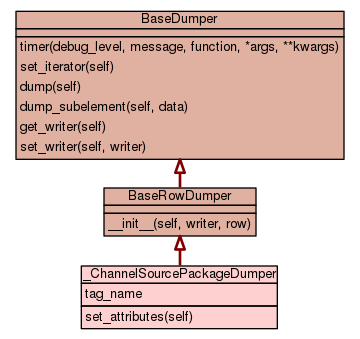 BaseDumper
timer(debug_level, message, function, *args, **kwargs)
set_iterator(self)
dump(self)
dump_subelement(self, data)
get_writer(self)
set_writer(self, writer)
BaseRowDumper
__init__(self, writer, row)
_ChannelSourcePackageDumper
tag_name
set_attributes(self)